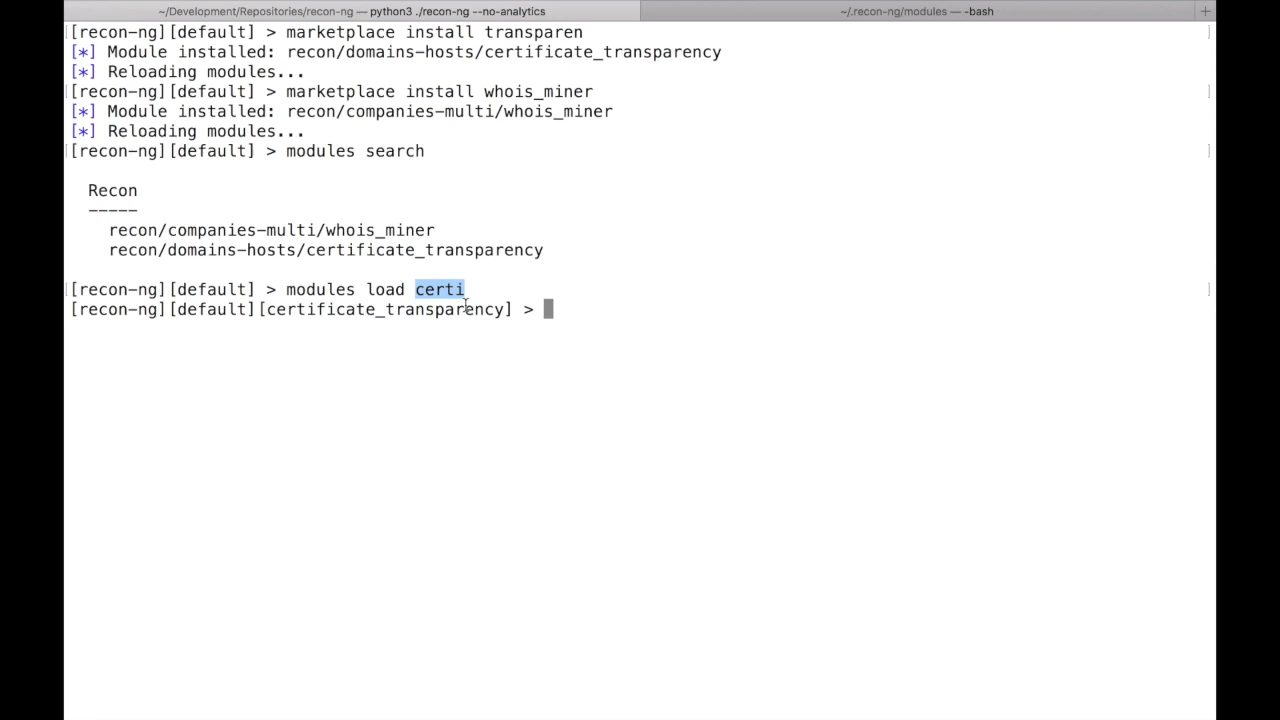 ~/Development/Repositories/recon-ng — python3 ./recon-ng --no-analytics
~/.recon-ng/modules — -bash
+
[recon-ng][default] > marketplace install transparen
[*] Module installed: recon/domains-hosts/certificate_transparency
[*] Reloading modules...
[recon-ng][default] > marketplace install whois_miner
[*] Module installed: recon/companies-multi/whois_miner
[*] Reloading modules...
[recon-ng][default] > modules search
Recon
-----
recon/companies-multi/whois_miner
recon/domains-hosts/certificate_transparency
[recon-ng][default] > modules load certi
[recon-ng][default][certificate_transparency] >